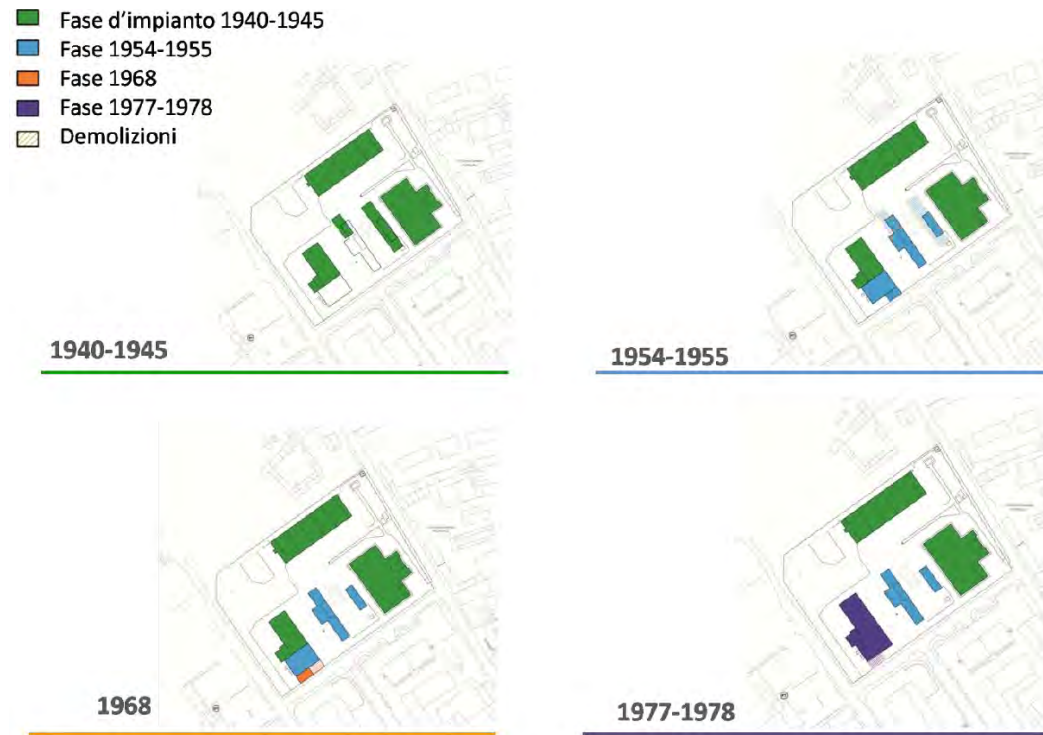 Fase d'impianto 1940-1945
Fase 1954-1955
Fase 1968
Fase 1977-1978
Demolizioni
1940-1945
1954-1955
1968
1977-1978